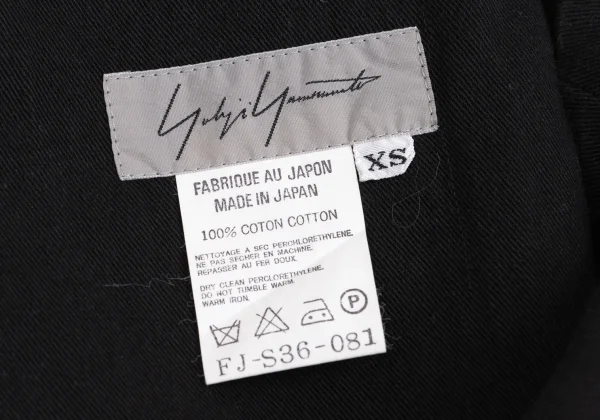 Yohji Yamamoto
XS
FABRIQUE AU JAPON
MADE IN JAPAN
100% COTON COTTON
NETTOYAGE A SEC PERCHLORETHYLENE.
NE PAS SECHER EN MACHINE.
REPASSER AU FER DOUX.
DRY CLEAN PERCLORETHYLENE.
DO NOT TUMBLE WARM.
WARM IRON.
P
FJ-S36-081